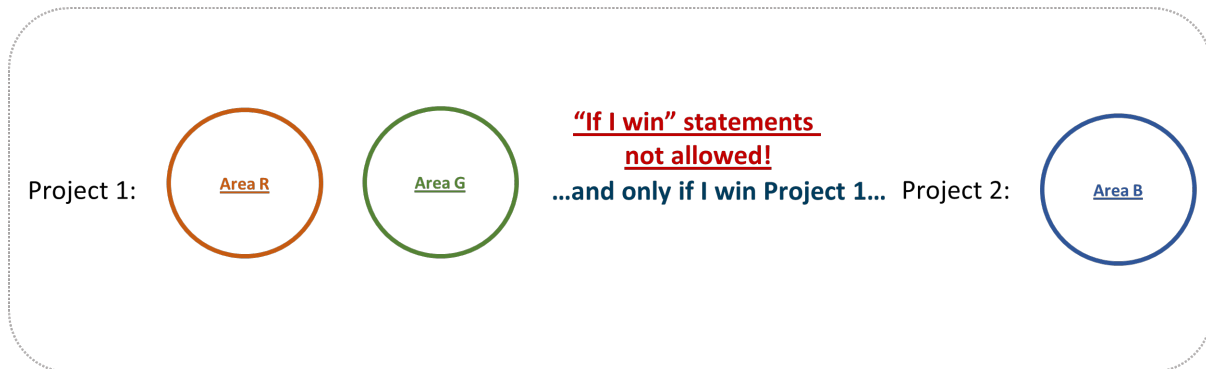 “If I win” statements
not allowed!
Project 1:
Area R
Area G
...and only if I win Project 1...
Project 2:
Area B